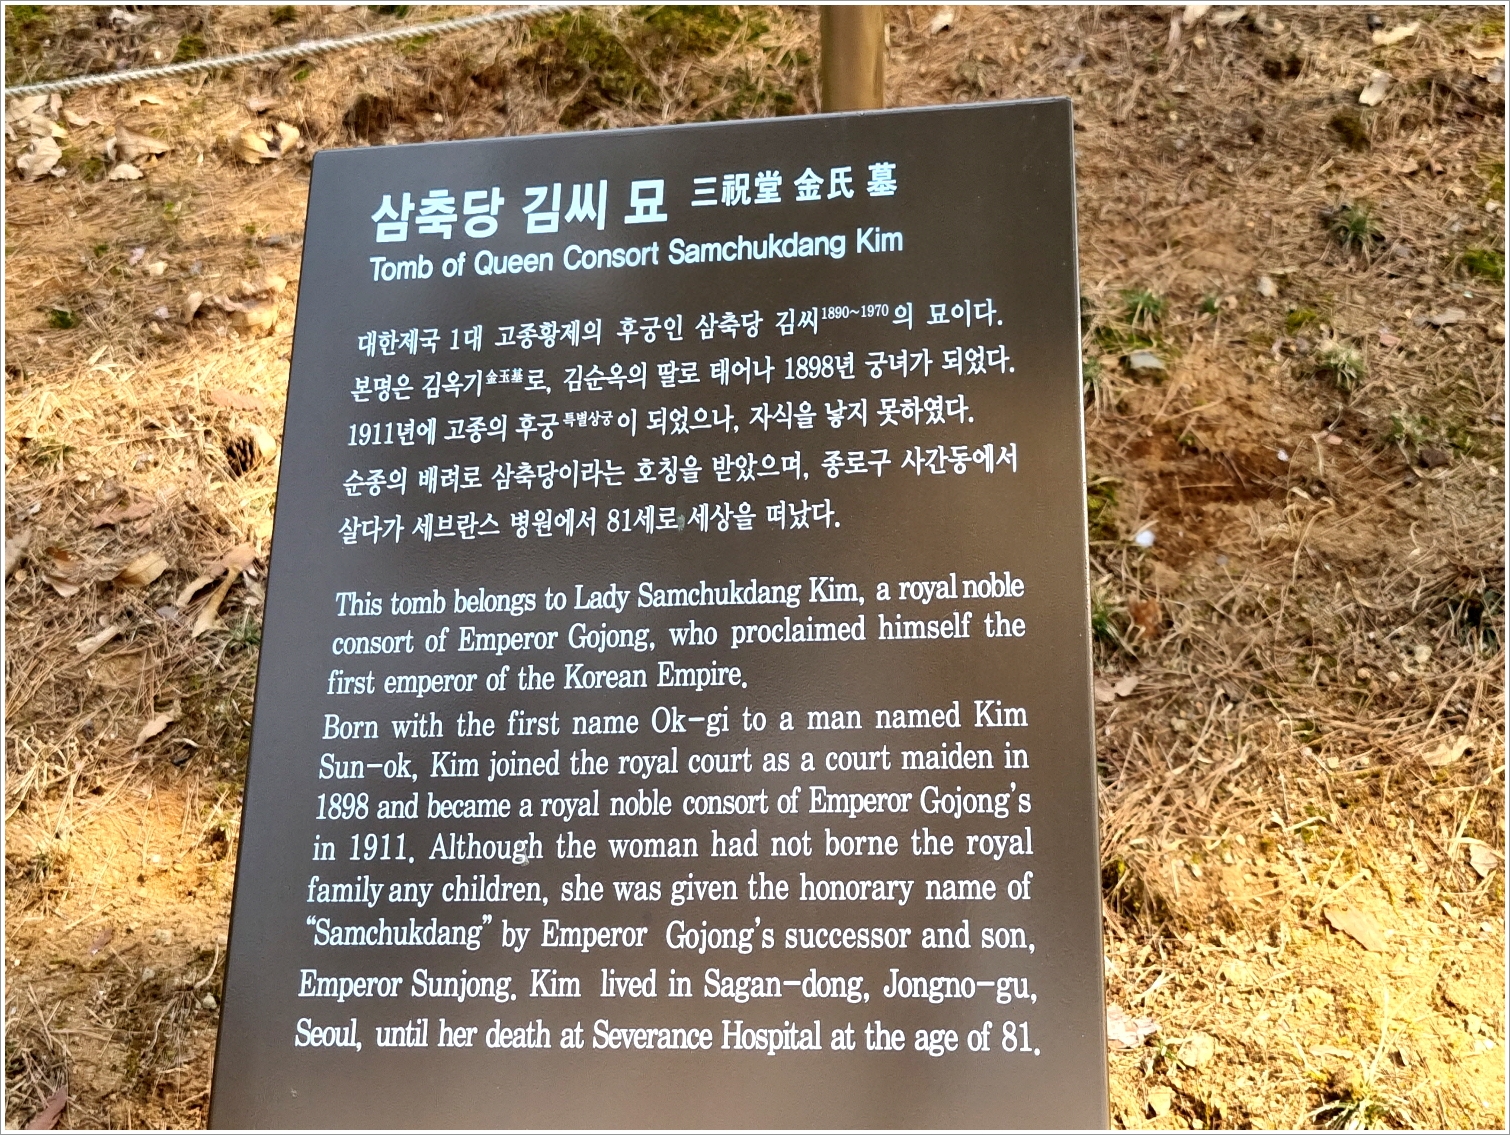 삼축당 김씨 묘 三祝堂 金氏 墓
Tomb of Queen Consort Samchukdang Kim
대한제국 1대 고종황제의 후궁인 삼축당 김씨1890~1970의 묘이다.
본명은 김옥기金玉基로, 김순옥의 딸로 태어나 1898년 궁녀가 되었다.
1911년에 고종의 후궁특별상궁이 되었으나, 자식을 낳지 못하였다.
순종의 배려로 삼축당이라는 호칭을 받았으며, 종로구 사간동에서
살다가 세브란스 병원에서 81세로 세상을 떠났다.
This tomb belongs to Lady Samchukdang Kim, a royal noble
consort of Emperor Gojong, who proclaimed himself the
first emperor of the Korean Empire.
Born with the first name Ok-gi to a man named Kim
Sun-ok, Kim joined the royal court as a court maiden in
1898 and became a royal noble consort of Emperor Gojong's
in 1911. Although the woman had not borne the royal
family any children, she was given the honorary name of
"Samchukdang" by Emperor Gojong's successor and son,
Emperor Sunjong. Kim lived in Sagan-dong, Jongno-gu,
Seoul, until her death at Severance Hospital at the age of 81.